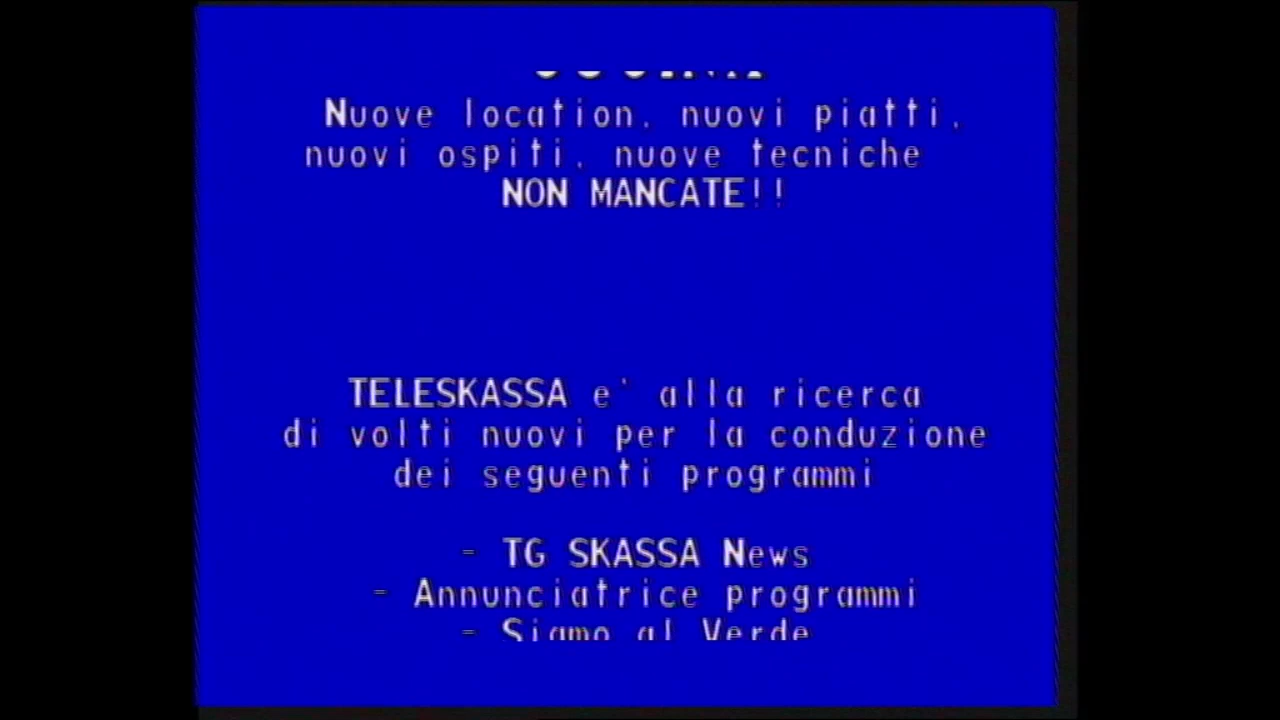 Nuove location, nuovi piatti,
nuovi ospiti, nuove tecniche
NON MANCATE!!
TELESKASSA e' alla ricerca
di volti nuovi per la conduzione
dei seguenti programmi
- TG SKASSA News
- Annunciatrice programmi
- Siamo al Verde